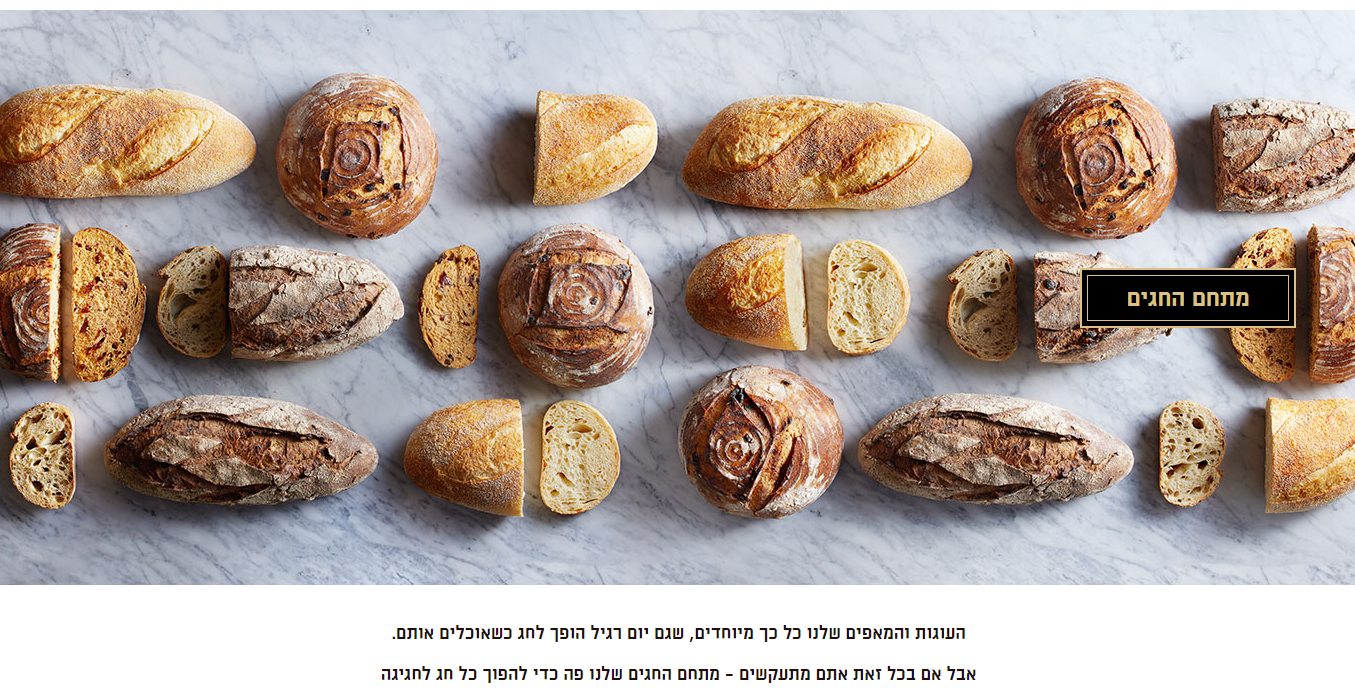 מתחם החגים
העוגות והמאפים שלנו כל כך מיוחדים, שגם יום רגיל הופך לחג כשאוכלים אותם.
אבל אם בכל זאת אתם מתעקשים - מתחם החגים שלנו פה כדי להפוך כל חג לחגיגה